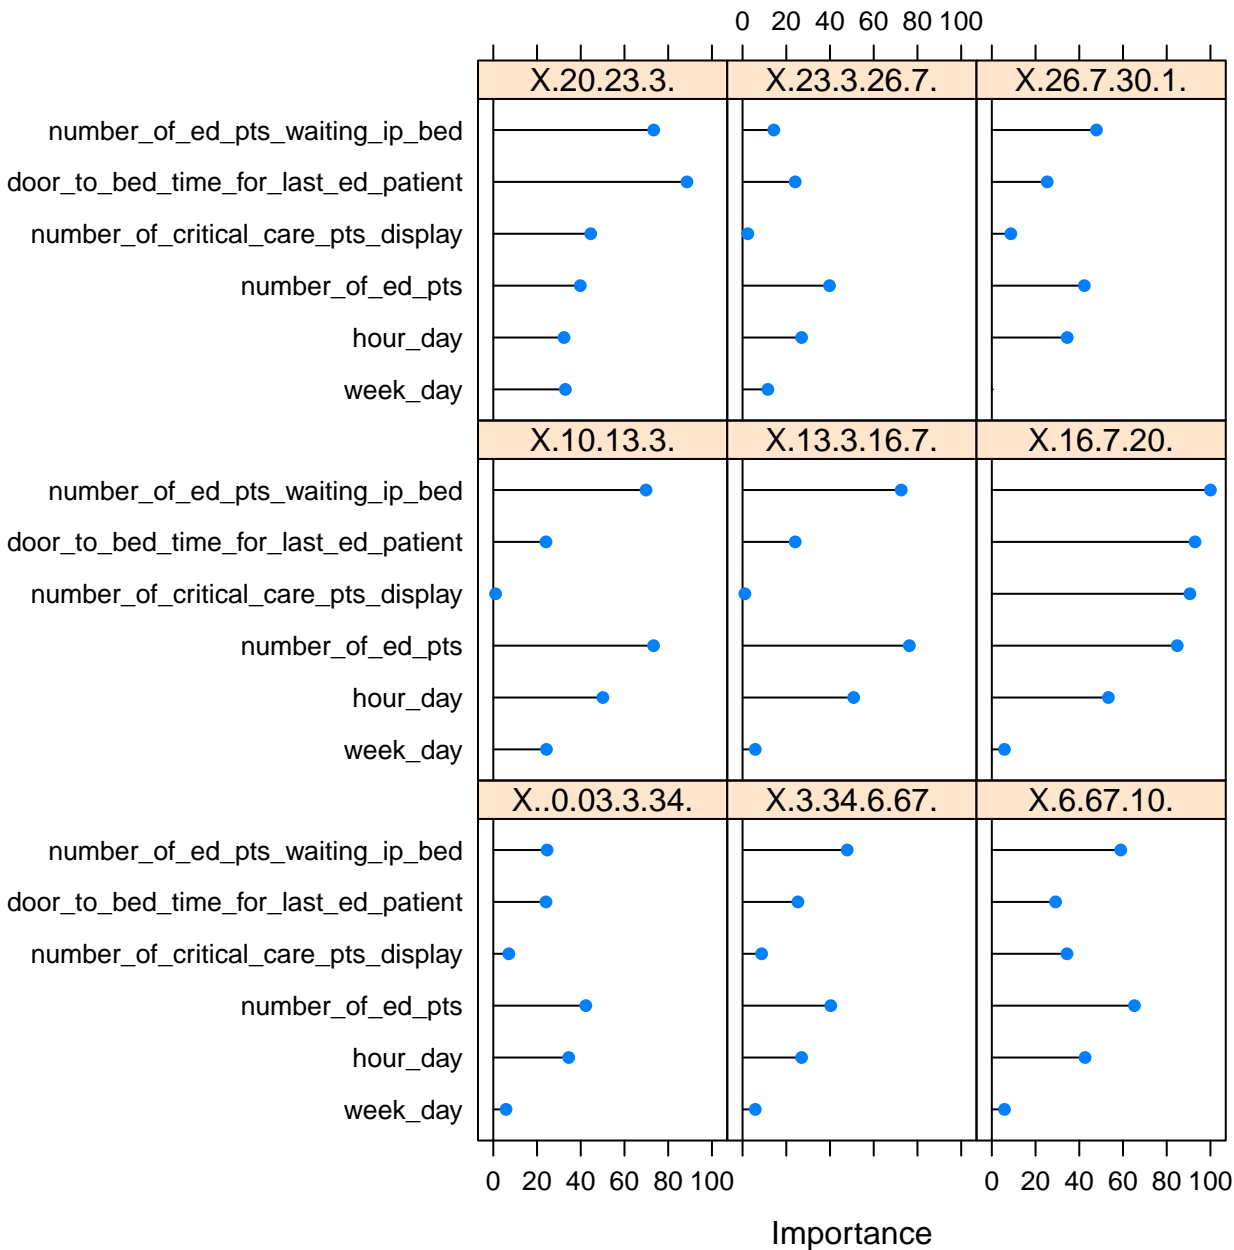 0 20 40 60 80 100
X.20.23.3. X.23.3.26.7. X.26.7.30.1.
number_of_ed_pts_waiting_ip_bed
door_to_bed_time_for_last_ed_patient
number_of_critical_care_pts_display
number_of_ed_pts
hour_day
week_day
X.10.13.3. X.13.3.16.7. X.16.7.20.
number_of_ed_pts_waiting_ip_bed
door_to_bed_time_for_last_ed_patient
number_of_critical_care_pts_display
number_of_ed_pts
hour_day
week_day
X..0.03.3.34. X.3.34.6.67. X.6.67.10.
number_of_ed_pts_waiting_ip_bed
door_to_bed_time_for_last_ed_patient
number_of_critical_care_pts_display
number_of_ed_pts
hour_day
week_day
0 20 40 60 80 100 0 20 40 60 80 100
Importance